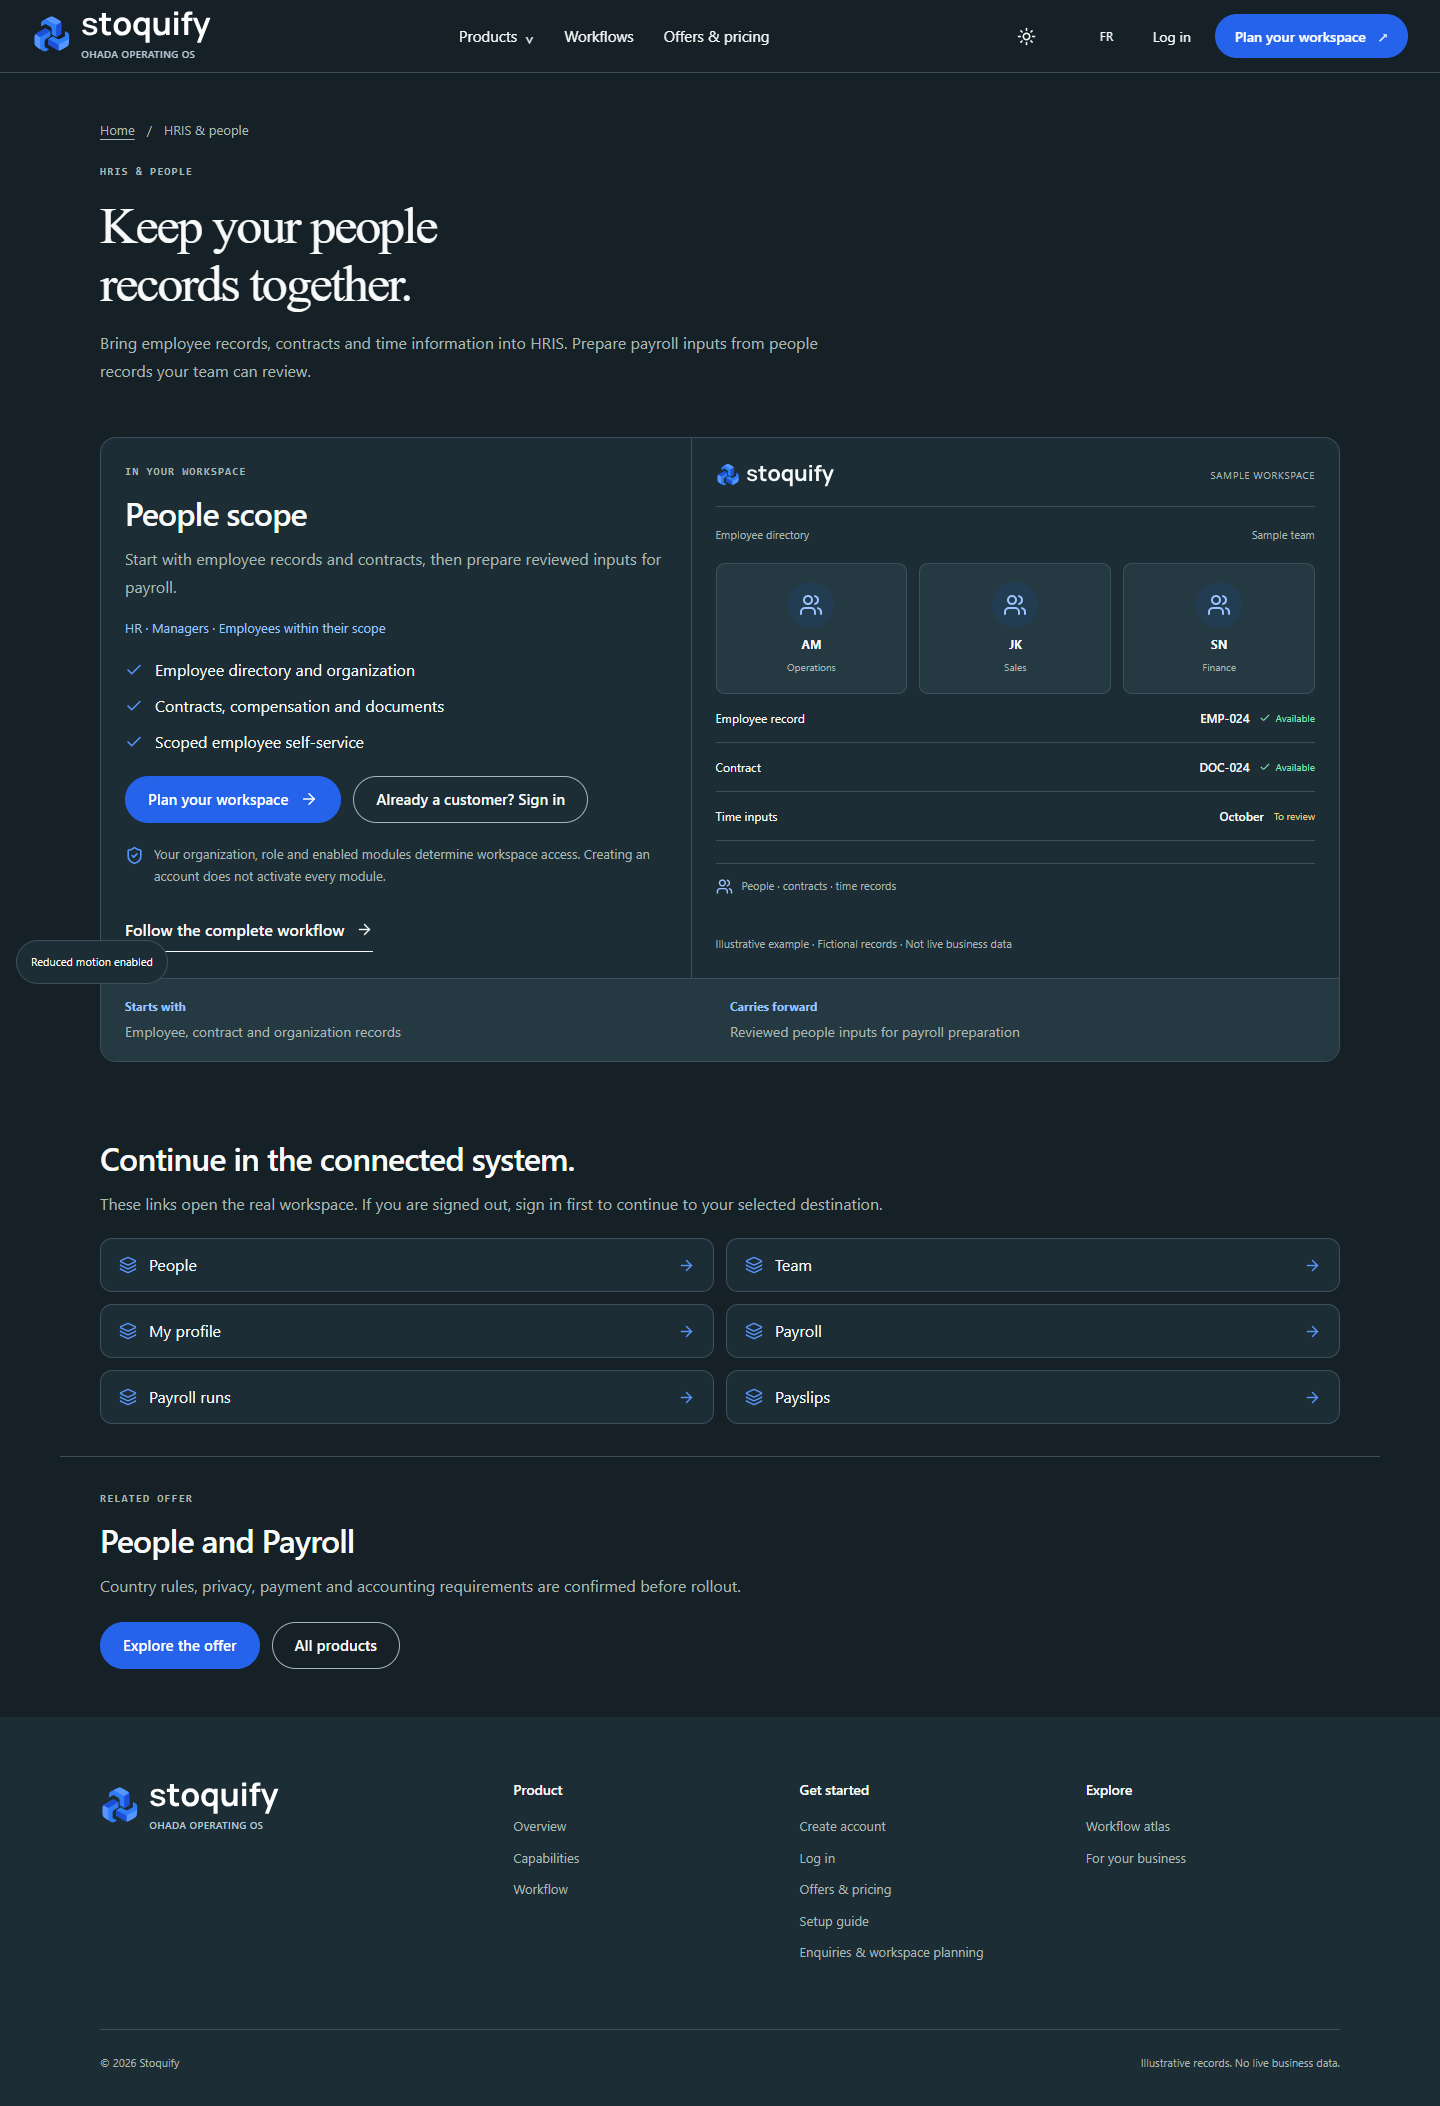 stoquify
OHADA OPERATING OS
Products
Workflows
Offers & pricing
FR
Log in
Plan your workspace
Home / HRIS & people
HRIS & PEOPLE
Keep your people
records together.
Bring employee records, contracts and time information into HRIS. Prepare payroll inputs from people
records your team can review.
IN YOUR WORKSPACE
People scope
Start with employee records and contracts, then prepare reviewed inputs for
payroll.
HR · Managers · Employees within their scope
Employee directory and organization
Contracts, compensation and documents
Scoped employee self-service
Plan your workspace
Already a customer? Sign in
Your organization, role and enabled modules determine workspace access. Creating an
account does not activate every module.
Follow the complete workflow
Reduced motion enabled
stoquify
SAMPLE WORKSPACE
Employee directory
Sample team
AM
Operations
JK
Sales
SN
Finance
Employee record EMP-024 Available
Contract DOC-024 Available
Time inputs October To review
People · contracts · time records
Illustrative example · Fictional records · Not live business data
Starts with
Employee, contract and organization records
Carries forward
Reviewed people inputs for payroll preparation
Continue in the connected system.
These links open the real workspace. If you are signed out, sign in first to continue to your selected destination.
People
Team
My profile
Payroll
Payroll runs
Payslips
RELATED OFFER
People and Payroll
Country rules, privacy, payment and accounting requirements are confirmed before rollout.
Explore the offer
All products
stoquify
OHADA OPERATING OS
Product
Overview
Capabilities
Workflow
Get started
Create account
Log in
Offers & pricing
Setup guide
Enquiries & workspace planning
Explore
Workflow atlas
For your business
© 2026 Stoquify
Illustrative records. No live business data.